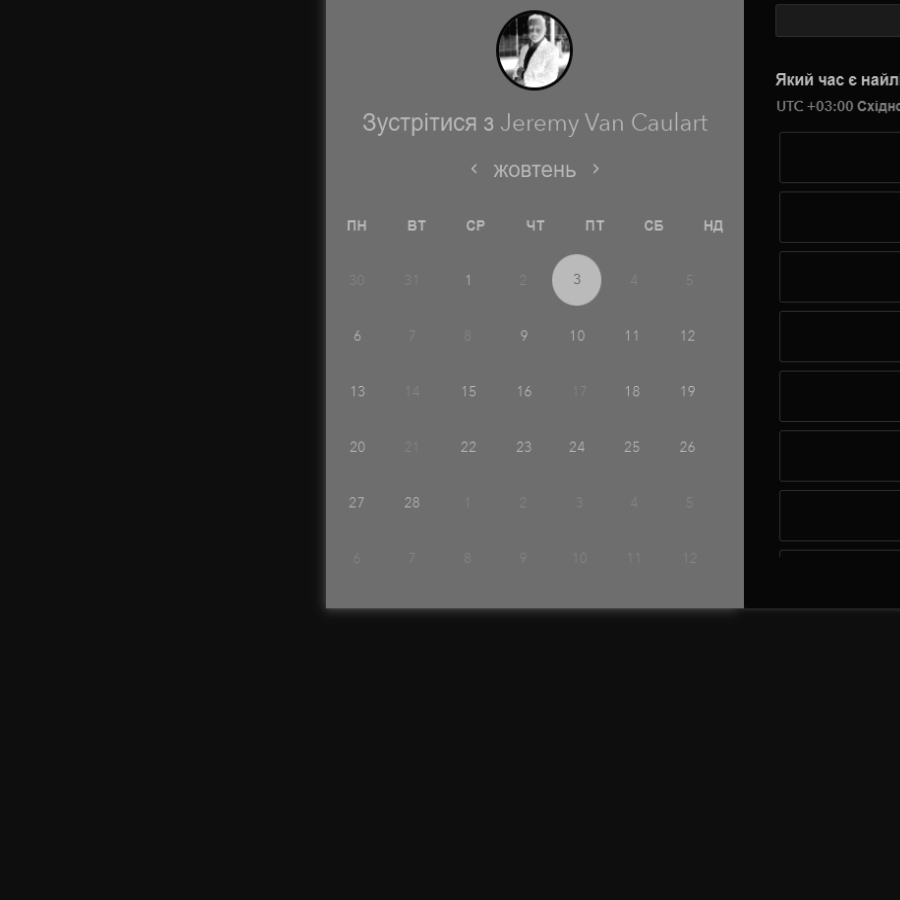 Який час є найл
UTC +03:00 Східно
Зустрітися з Jeremy Van Caulart
жовтень
ПН ВТ СР ЧТ ПТ СБ НД
30 31 1 2 3 4 5
6 7 8 9 10 11 12
13 14 15 16 17 18 19
20 21 22 23 24 25 26
27 28 1 2 3 4 5
6 7 8 9 10 11 12